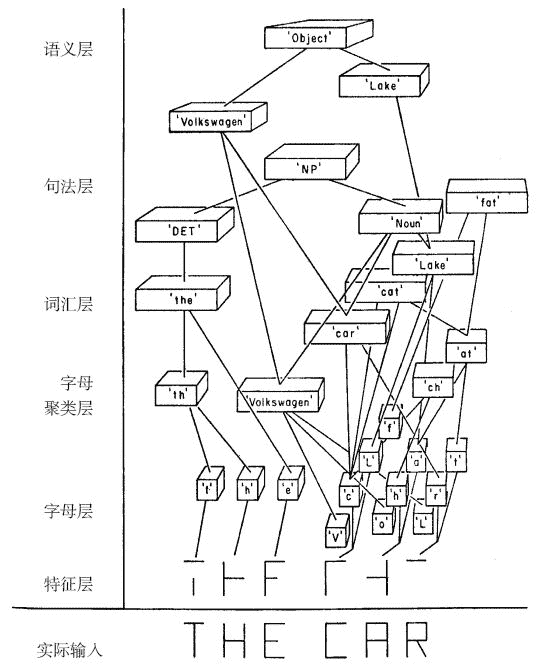 语义层
'Object'
'Lake'
'Volkswagen'
句法层
'NP'
'fat'
'DET'
'Noun'
'Lake'
词汇层
'the'
'cat'
'car'
'at'
字母
聚类层
'th'
'Volkswagen'
'ch'
'f'
'L' 'a' 't'
字母层
't' 'h' 'e' 'c' 'h' 'r'
'V' 'o' 'L'
特征层
实际输入
THE CAR